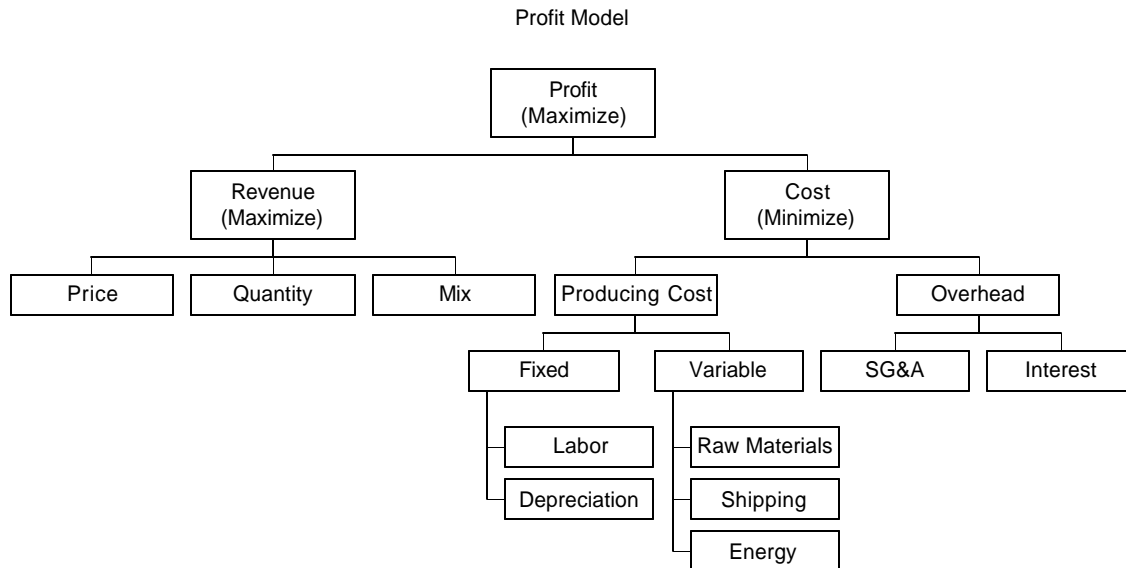 Profit Model
Profit
(Maximize)
Revenue
(Maximize)
Cost
(Minimize)
Price
Quantity
Mix
Producing Cost
Overhead
Fixed
Variable
SG&A
Interest
Labor
Raw Materials
Depreciation
Shipping
Energy